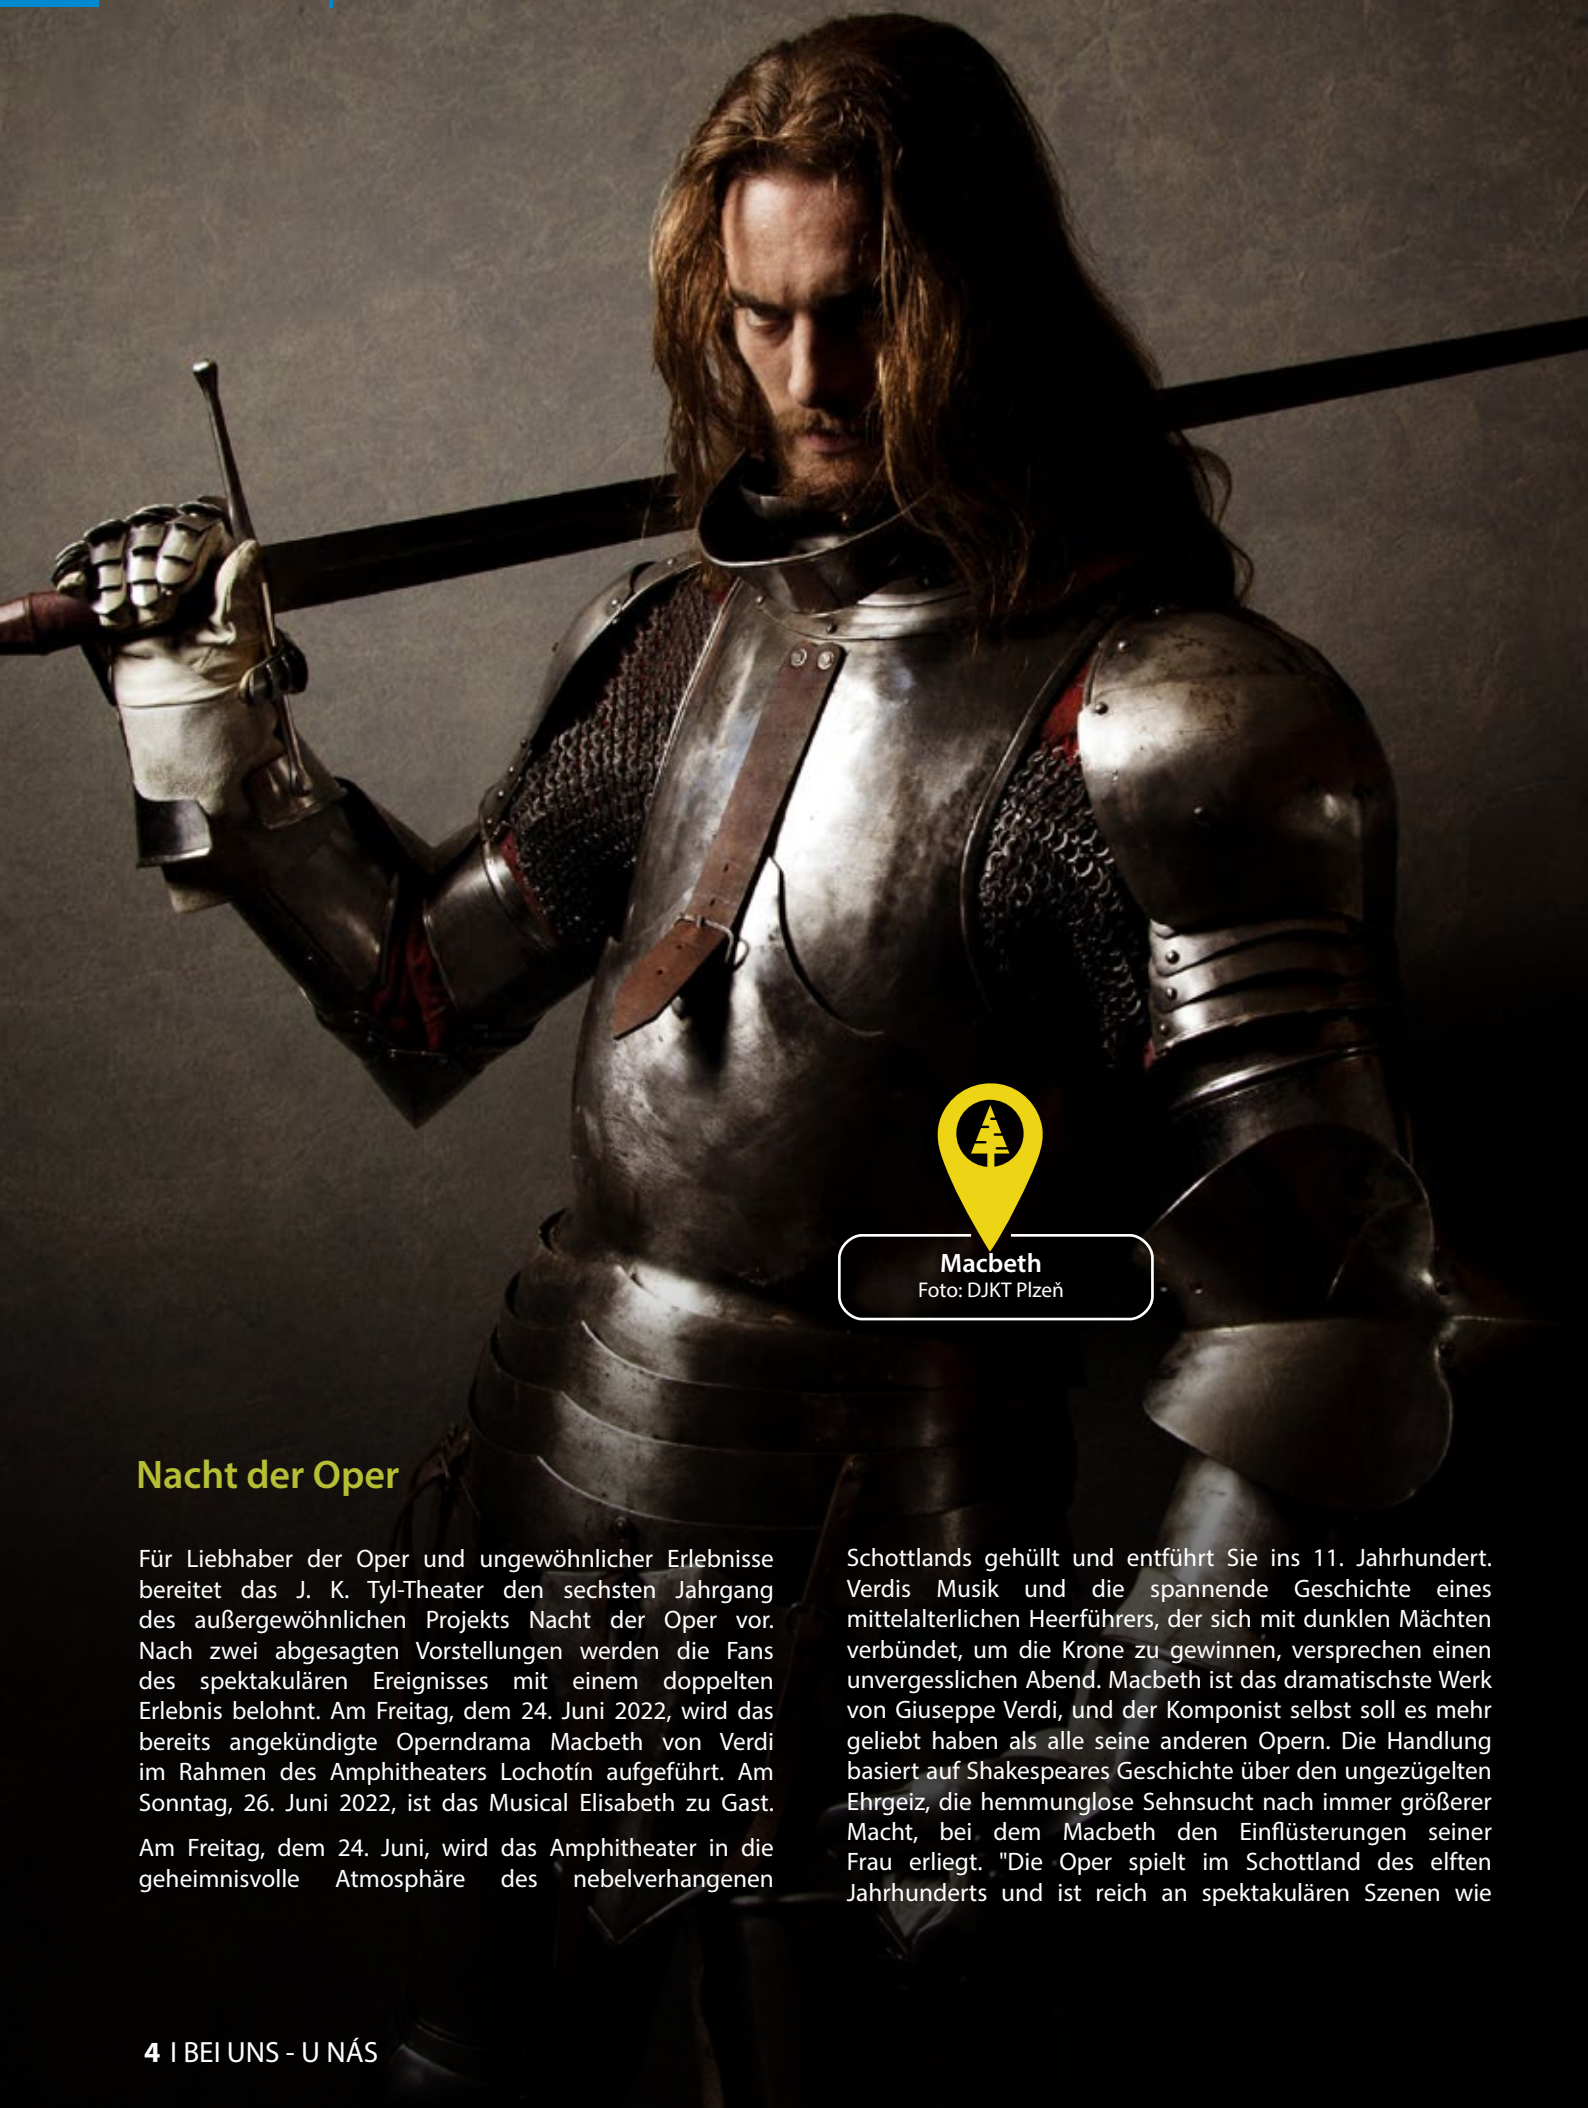 Macbeth
Foto: DJKT Plzeň
Nacht der Oper
Für Liebhaber der Oper und ungewöhnlicher Erlebnisse
bereitet das J. K. Tyl-Theater den sechsten Jahrgang
des außergewöhnlichen Projekts Nacht der Oper vor.
Nach zwei abgesagten Vorstellungen werden die Fans
des spektakulären Ereignisses mit einem doppelten
Erlebnis belohnt. Am Freitag, dem 24. Juni 2022, wird das
bereits angekündigte Operndrama Macbeth von Verdi
im Rahmen des Amphitheaters Lochotín aufgeführt. Am
Sonntag, 26. Juni 2022, ist das Musical Elisabeth zu Gast.
Am Freitag, dem 24. Juni, wird das Amphitheater in die
geheimnisvolle Atmosphäre des nebelverhangenen
Schottlands gehüllt und entführt Sie ins 11. Jahrhundert.
Verdis Musik und die spannende Geschichte eines
mittelalterlichen Heerführers, der sich mit dunklen Mächten
verbündet, um die Krone zu gewinnen, versprechen einen
unvergesslichen Abend. Macbeth ist das dramatischste Werk
von Giuseppe Verdi, und der Komponist selbst soll es mehr
geliebt haben als alle seine anderen Opern. Die Handlung
basiert auf Shakespeares Geschichte über den ungezügelten
Ehrgeiz, die hemmunglose Sehnsucht nach immer größerer
Macht, bei dem Macbeth den Einflüsterungen seiner
Frau erliegt. "Die Oper spielt im Schottland des elften
Jahrhunderts und ist reich an spektakulären Szenen wie
4 I BEI UNS - U NÁS